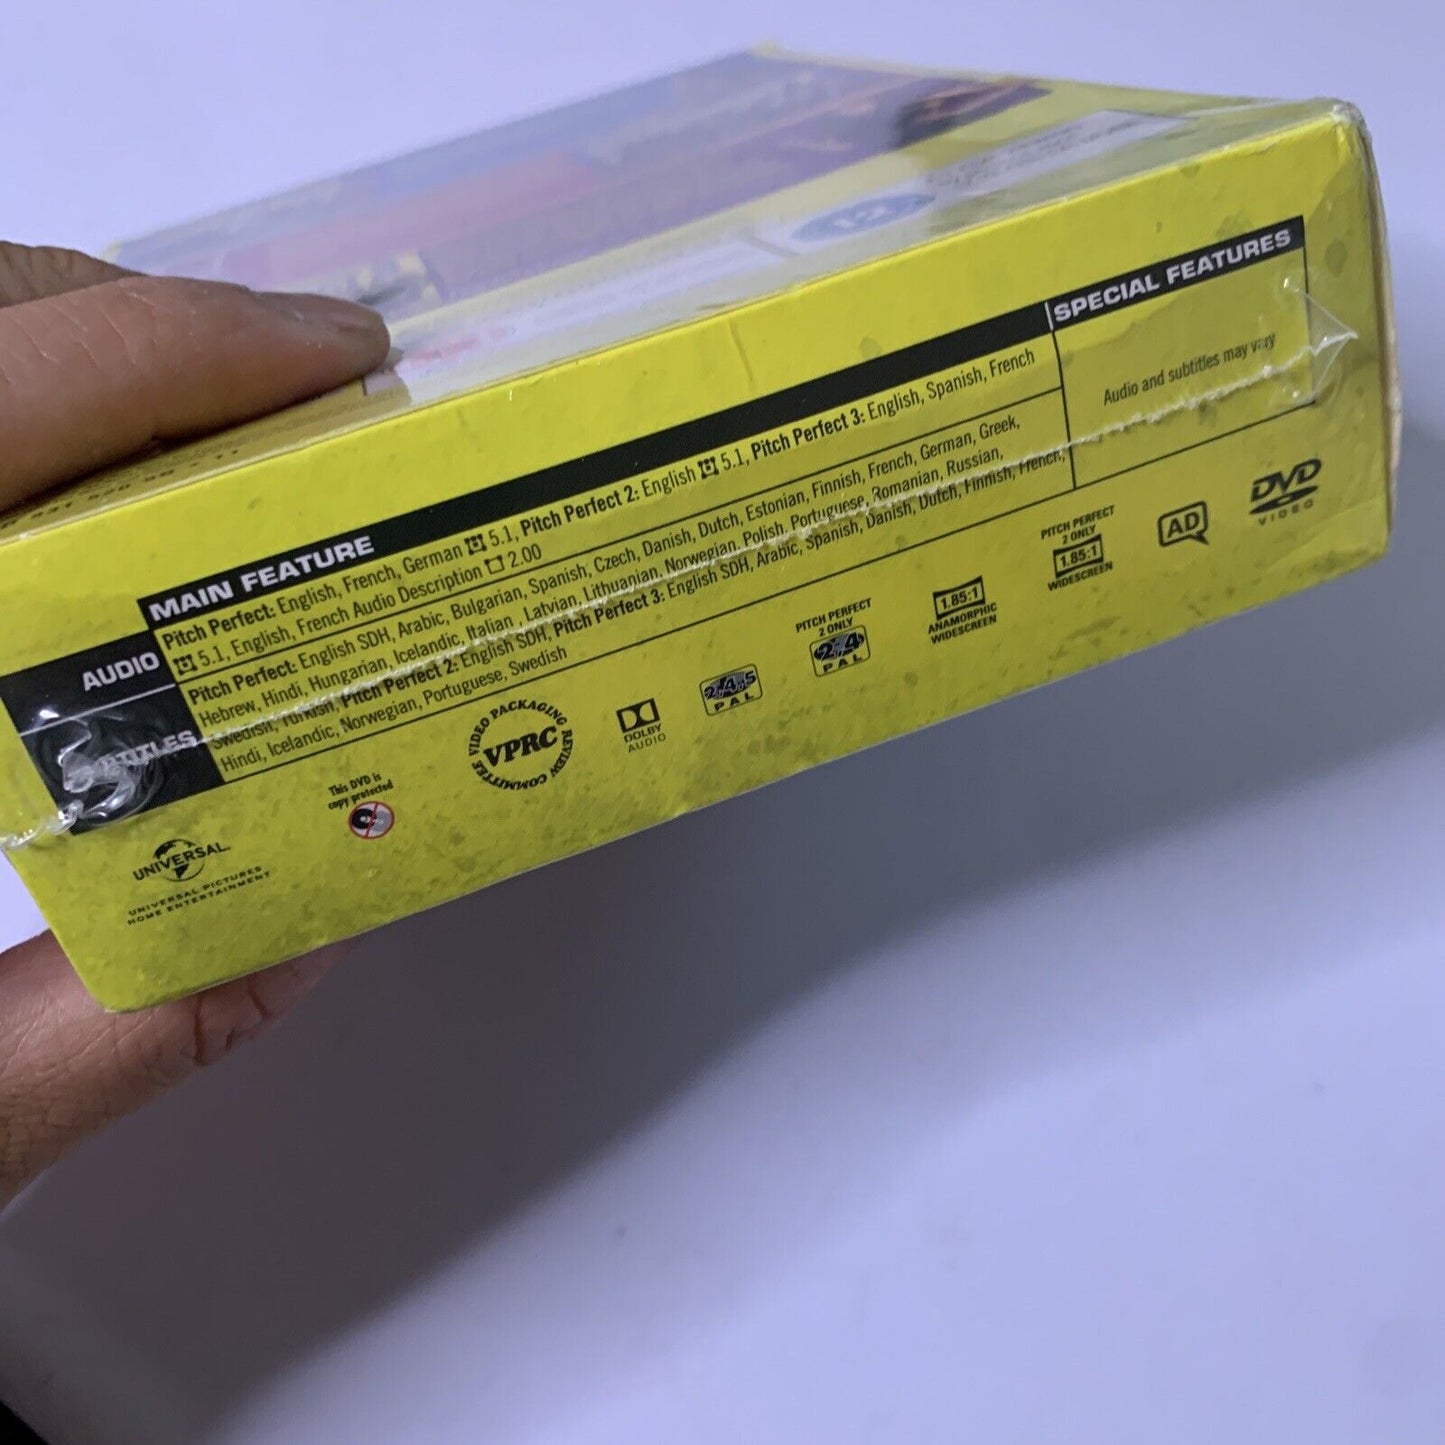 MAIN FEATURE
SPECIAL FEATURES
AUDIO
Pitch Perfect: English, French, German 5.1, Pitch Perfect 2: English 5.1, Pitch Perfect 3: English, Spanish, French
5.1, English, French Audio Description 2.00
Audio and subtitles may vary
Pitch Perfect: English SDH, Arabic, Bulgarian, Spanish, Czech, Danish, Dutch, Estonian, Finnish, French, German, Greek,
Hebrew, Hindi, Hungarian, Icelandic, Italian , Latvian, Lithuanian, Norwegian, Polish, Portuguese, Romanian, Russian,
Swedish, Turkish, Pitch Perfect 2: English SDH, Pitch Perfect 3: English SDH, Arabic, Spanish, Danish, Dutch, Finnish, French,
Hindi, Icelandic, Norwegian, Portuguese, Swedish
UNIVERSAL
UNIVERSAL PICTURES
HOME ENTERTAINMENT
This DVD is
copy protected
VIDEO PACKAGING REVIEW COMMITTEE
VPRC
DOLBY
AUDIO
2.4.5
PAL
PITCH PERFECT
2 ONLY
2.4
PAL
1.85:1
ANAMORPHIC
WIDESCREEN
PITCH PERFECT
2 ONLY
1.85:1
WIDESCREEN
AD
DVD
VIDEO